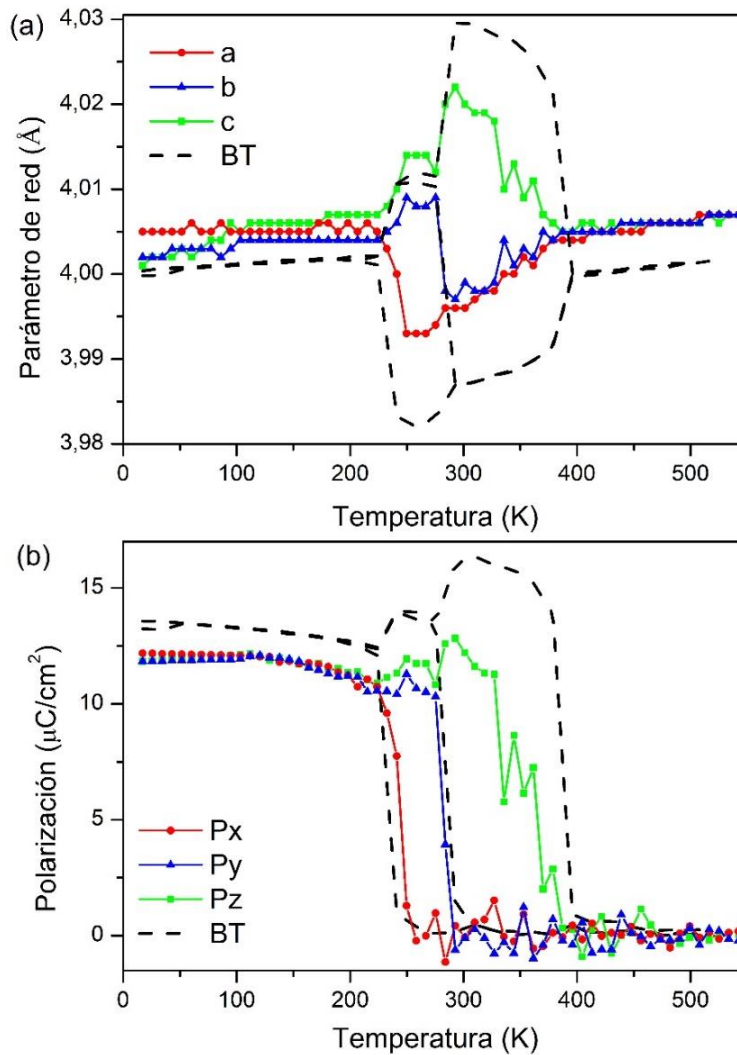 (a)
4,03
4,02
4,01
4,00
3,99
3,98
Parámetro de red (Å)
a
b
c
BT
0 100 200 300 400 500
Temperatura (K)
(b)
15
10
5
0
Polarización (μC/cm²)
Px
Py
Pz
BT
0 100 200 300 400 500
Temperatura (K)